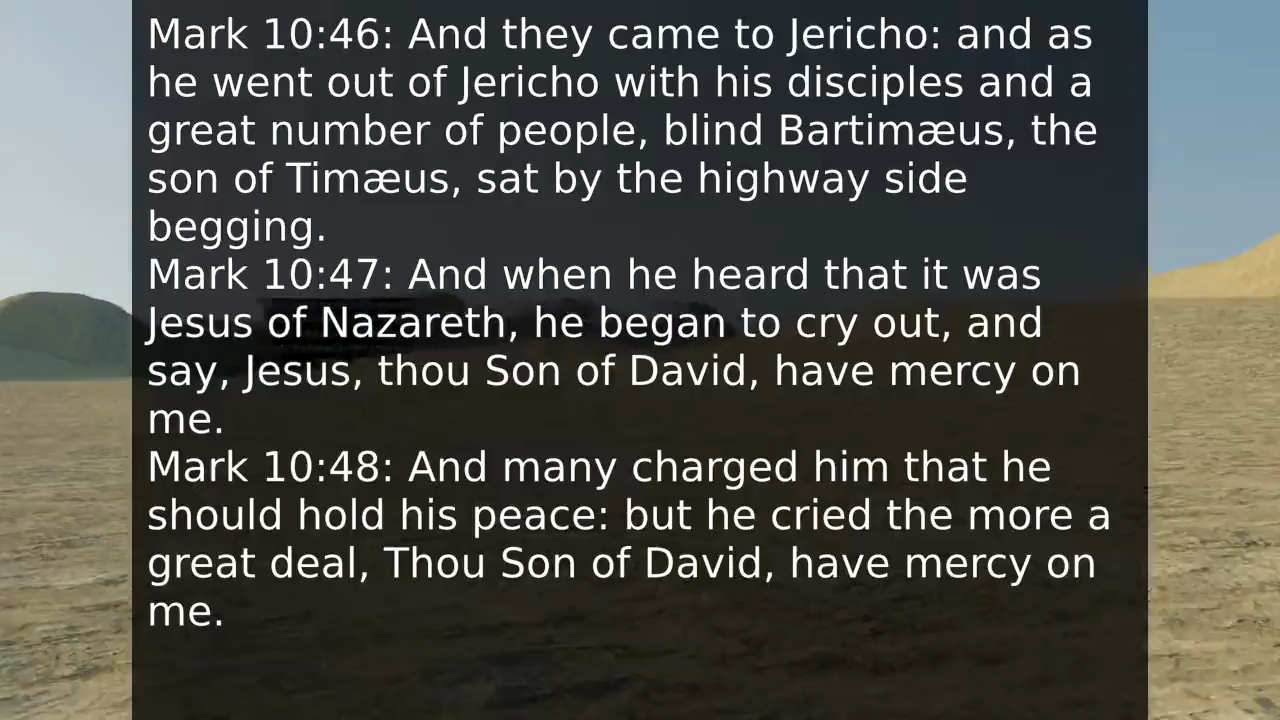 Mark 10:46: And they came to Jericho: and as
he went out of Jericho with his disciples and a
great number of people, blind Bartimæus, the
son of Timæus, sat by the highway side
begging.
Mark 10:47: And when he heard that it was
Jesus of Nazareth, he began to cry out, and
say, Jesus, thou Son of David, have mercy on
me.
Mark 10:48: And many charged him that he
should hold his peace: but he cried the more a
great deal, Thou Son of David, have mercy on
me.